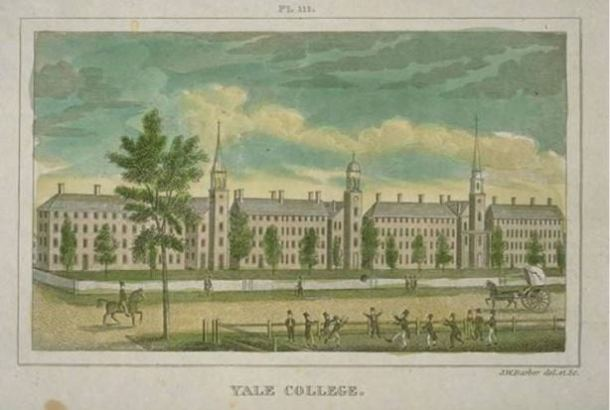 PL. III.
J.W. Barber del. et sc.
YALE COLLEGE.